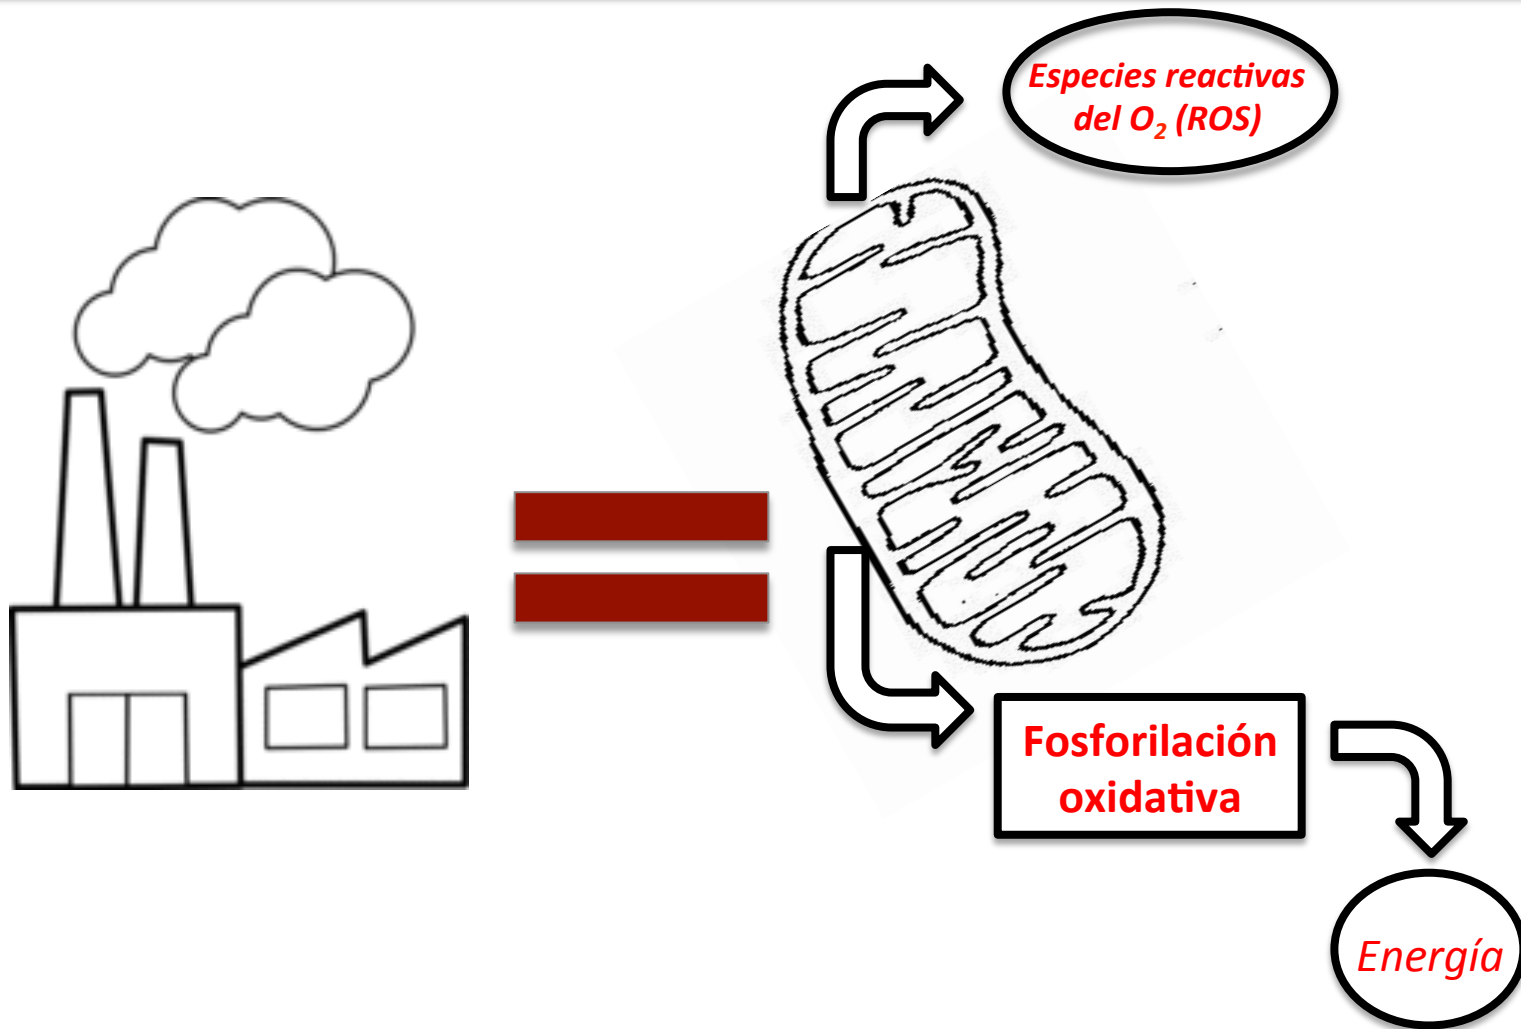 Especies reactivas
del O₂ (ROS)
Fosforilación
oxidativa
Energía